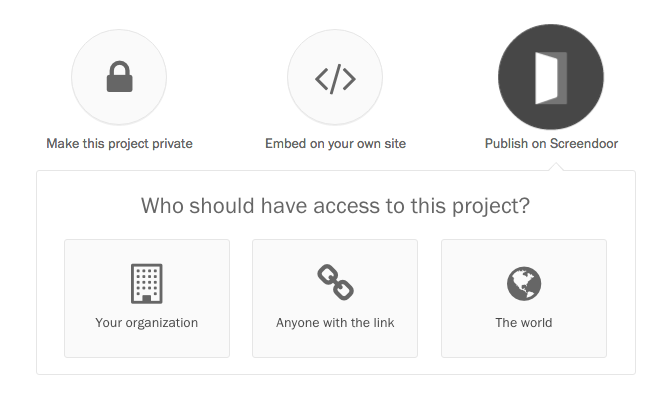 Make this project private
Embed on your own site
Publish on Screendoor
Who should have access to this project?
Your organization
Anyone with the link
The world